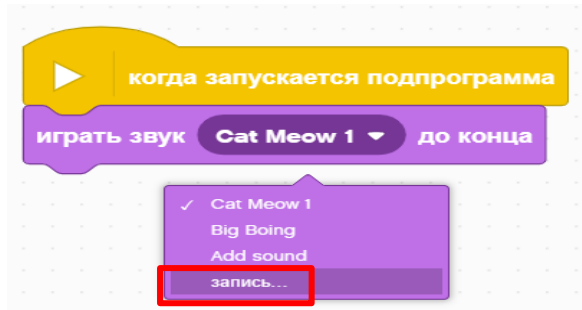 когда запускается подпрограмма
играть звук Cat Meow 1 до конца
✓ Cat Meow 1
Big Boing
Add sound
запись...